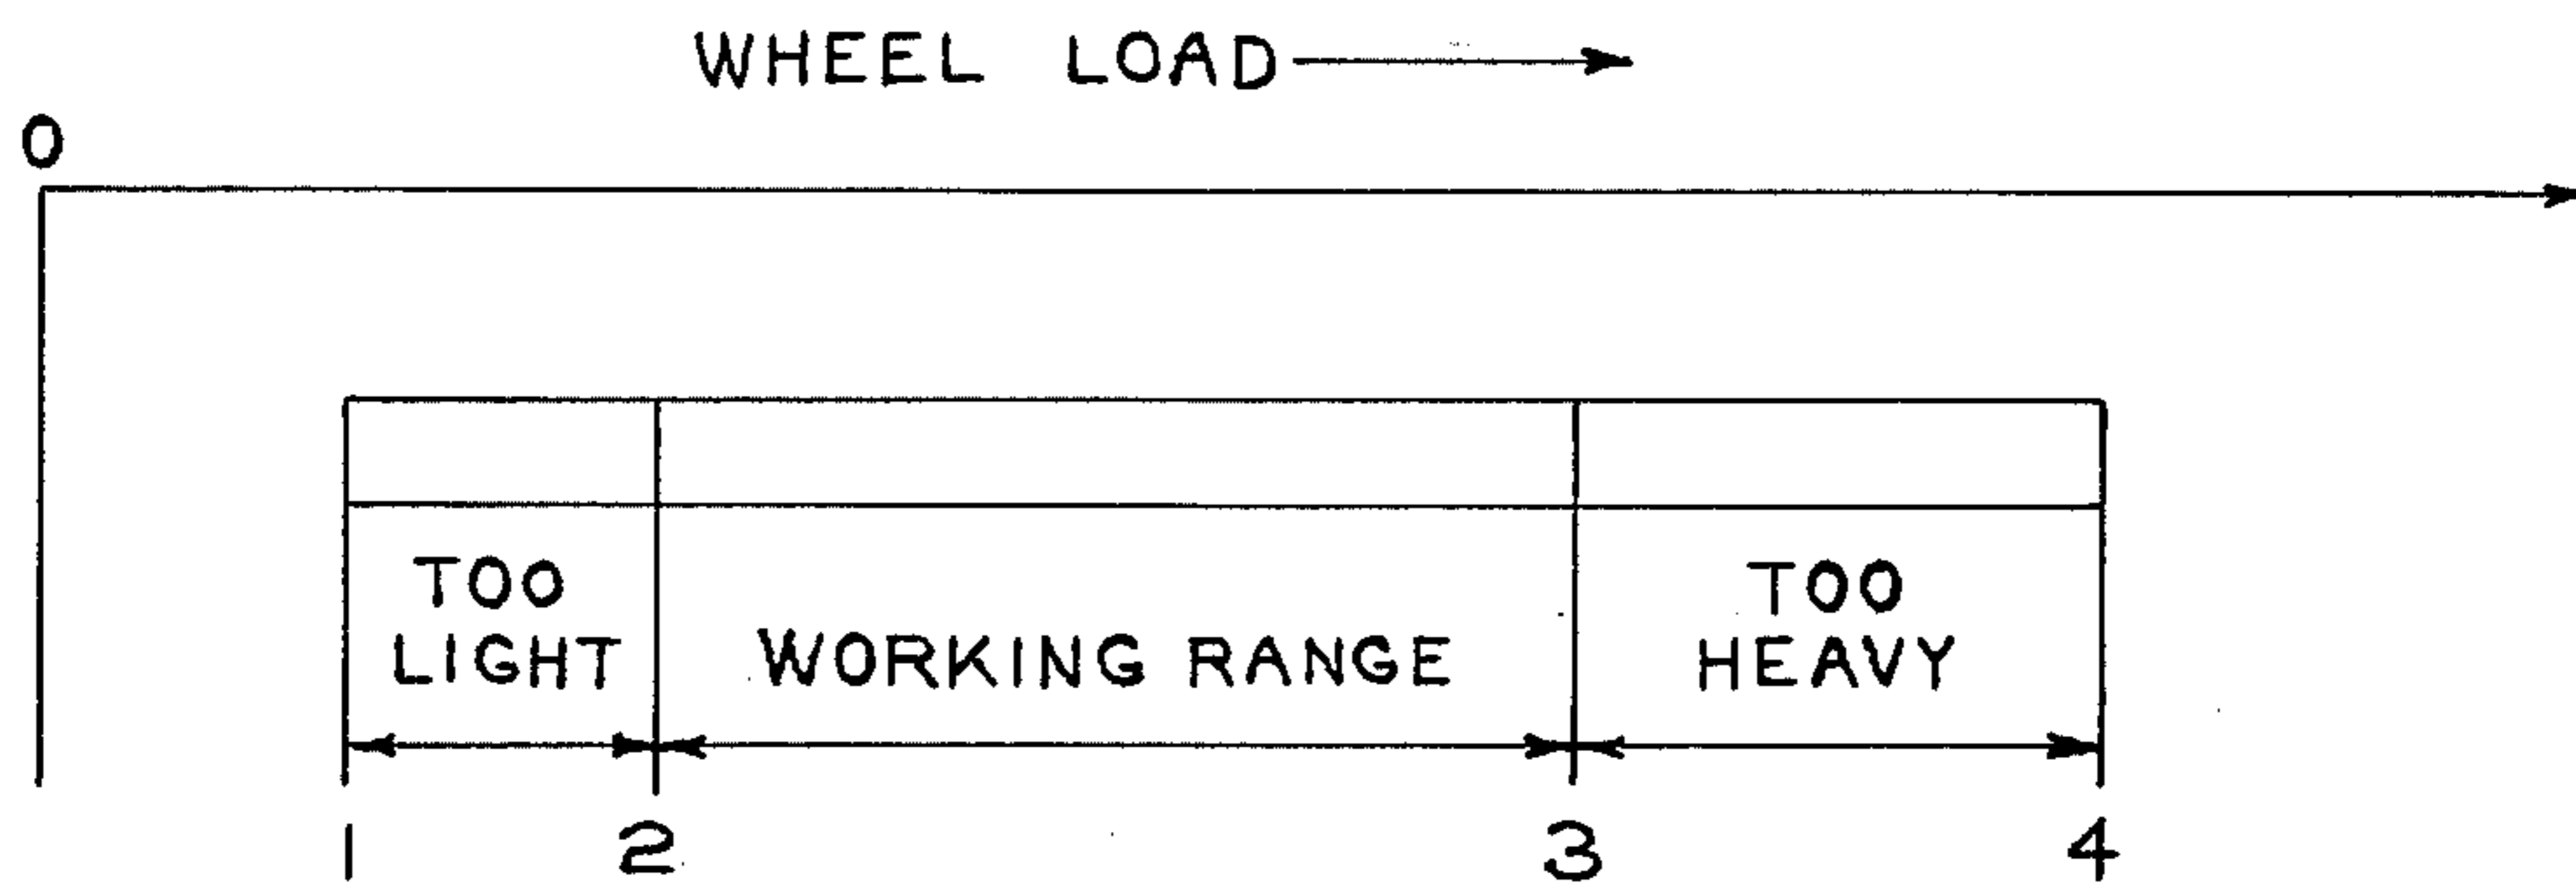 WHEEL LOAD
0
TOO LIGHT
WORKING RANGE
TOO HEAVY
1 2 3 4